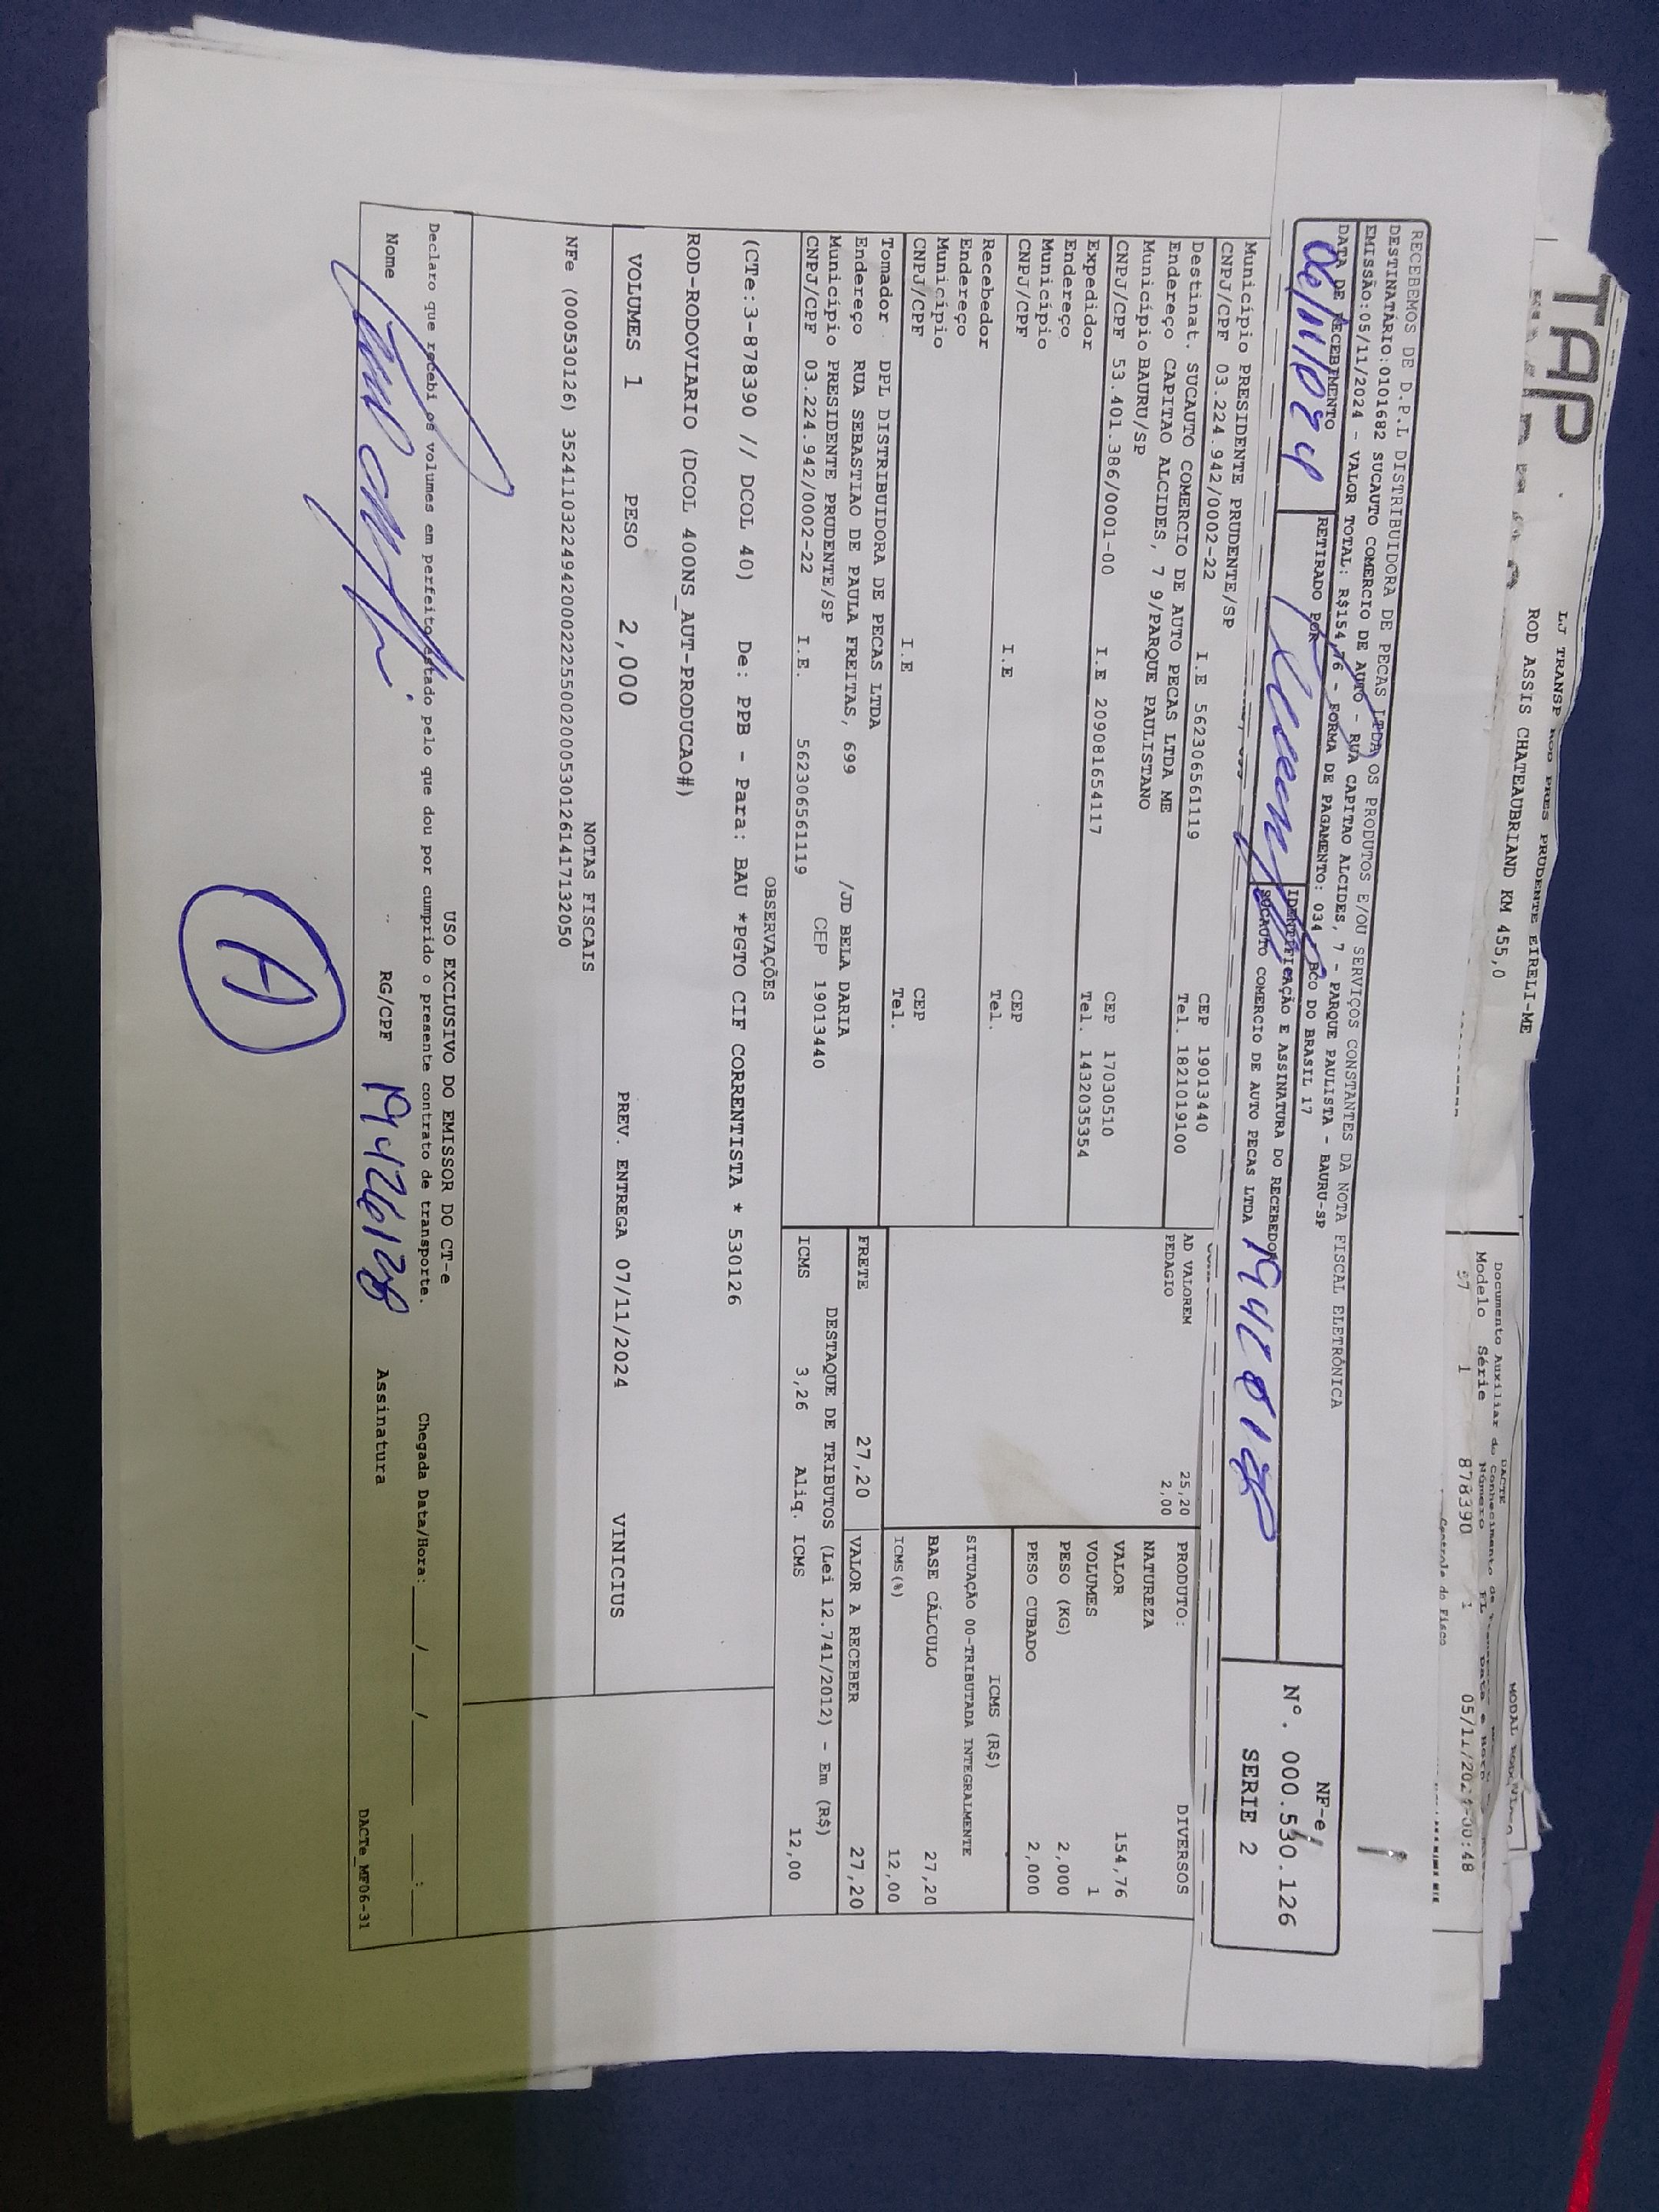 TAP
LJ TRANSP ROD PRES PRUDENTE EIRELI-ME
ROD ASSIS CHATEAUBRIAND KM 455,0
MODAL
DACTE
Documento Auxiliar do Conhecimento de
Modelo Série Número FL Data e Hora
57 1 878390 1 05/11/2024-00:48
Controle do Fisco
RECEBEMOS DE D.P.L DISTRIBUIDORA DE PECAS LTDA OS PRODUTOS E/OU SERVIÇOS CONSTANTES DA NOTA FISCAL ELETRÔNICA
DESTINATÁRIO:0101682 SUCAUTO COMERCIO DE AUTO - RUA CAPITAO ALCIDES, 7 - PARQUE PAULISTA - BAURU-SP
EMISSÃO:05/11/2024 - VALOR TOTAL: R$154,76 - FORMA DE PAGAMENTO: 034 - BCO DO BRASIL 17
DATA DE RECEBIMENTO
06/11/024
RETIRADO POR
IDENTIFICAÇÃO E ASSINATURA DO RECEBEDOR
SUCAUTO COMERCIO DE AUTO PECAS LTDA
NF-e
Nº. 000.530.126
SERIE 2
Município PRESIDENTE PRUDENTE/SP CEP 19013440
CNPJ/CPF 03.224.942/0002-22 I.E 562306561119 Tel. 1821019100
Destinat. SUCAUTO COMERCIO DE AUTO PECAS LTDA ME
Endereço CAPITAO ALCIDES, 7 9/PARQUE PAULISTANO
Município BAURU/SP CEP 17030510
CNPJ/CPF 53.401.386/0001-00 I.E 209081654117 Tel. 1432035354
Expedidor
Endereço
Município CEP
CNPJ/CPF I.E Tel.
Recebedor
Endereço
Município CEP
CNPJ/CPF I.E Tel.
Tomador DPL DISTRIBUIDORA DE PECAS LTDA
Endereço RUA SEBASTIAO DE PAULA FREITAS, 699 /JD BELA DARIA
Município PRESIDENTE PRUDENTE/SP CEP 19013440
CNPJ/CPF 03.224.942/0002-22 I.E. 562306561119
AD VALOREM 25,20
PEDAGIO 2,00
PRODUTO: DIVERSOS
NATUREZA
VALOR 154,76
VOLUMES 1
PESO (KG) 2,000
PESO CUBADO 2,000
ICMS (R$)
SITUAÇÃO 00-TRIBUTADA INTEGRALMENTE
BASE CÁLCULO 27,20
ICMS(%) 12,00
FRETE 27,20 VALOR A RECEBER 27,20
DESTAQUE DE TRIBUTOS (Lei 12.741/2012) - Em (R$)
ICMS 3,26 Aliq. ICMS 12,00
OBSERVAÇÕES
(CTe:3-878390 // DCOL 40) De: PPB - Para: BAU *PGTO CIF CORRENTISTA * 530126
ROD-RODOVIARIO (DCOL 400NS_AUT-PRODUCAO#)
VOLUMES 1 PESO 2,000 PREV. ENTREGA 07/11/2024 VINICIUS
NOTAS FISCAIS
NFe (000530126) 35241103224942000222550020005301261417132050
USO EXCLUSIVO DO EMISSOR DO CT-e
Declaro que recebi os volumes em perfeito estado pelo que dou por cumprido o presente contrato de transporte. Chegada Data/Hora:____/____/______ ____:____
Nome RG/CPF 19426128 Assinatura
DACTe_MF06-31
A